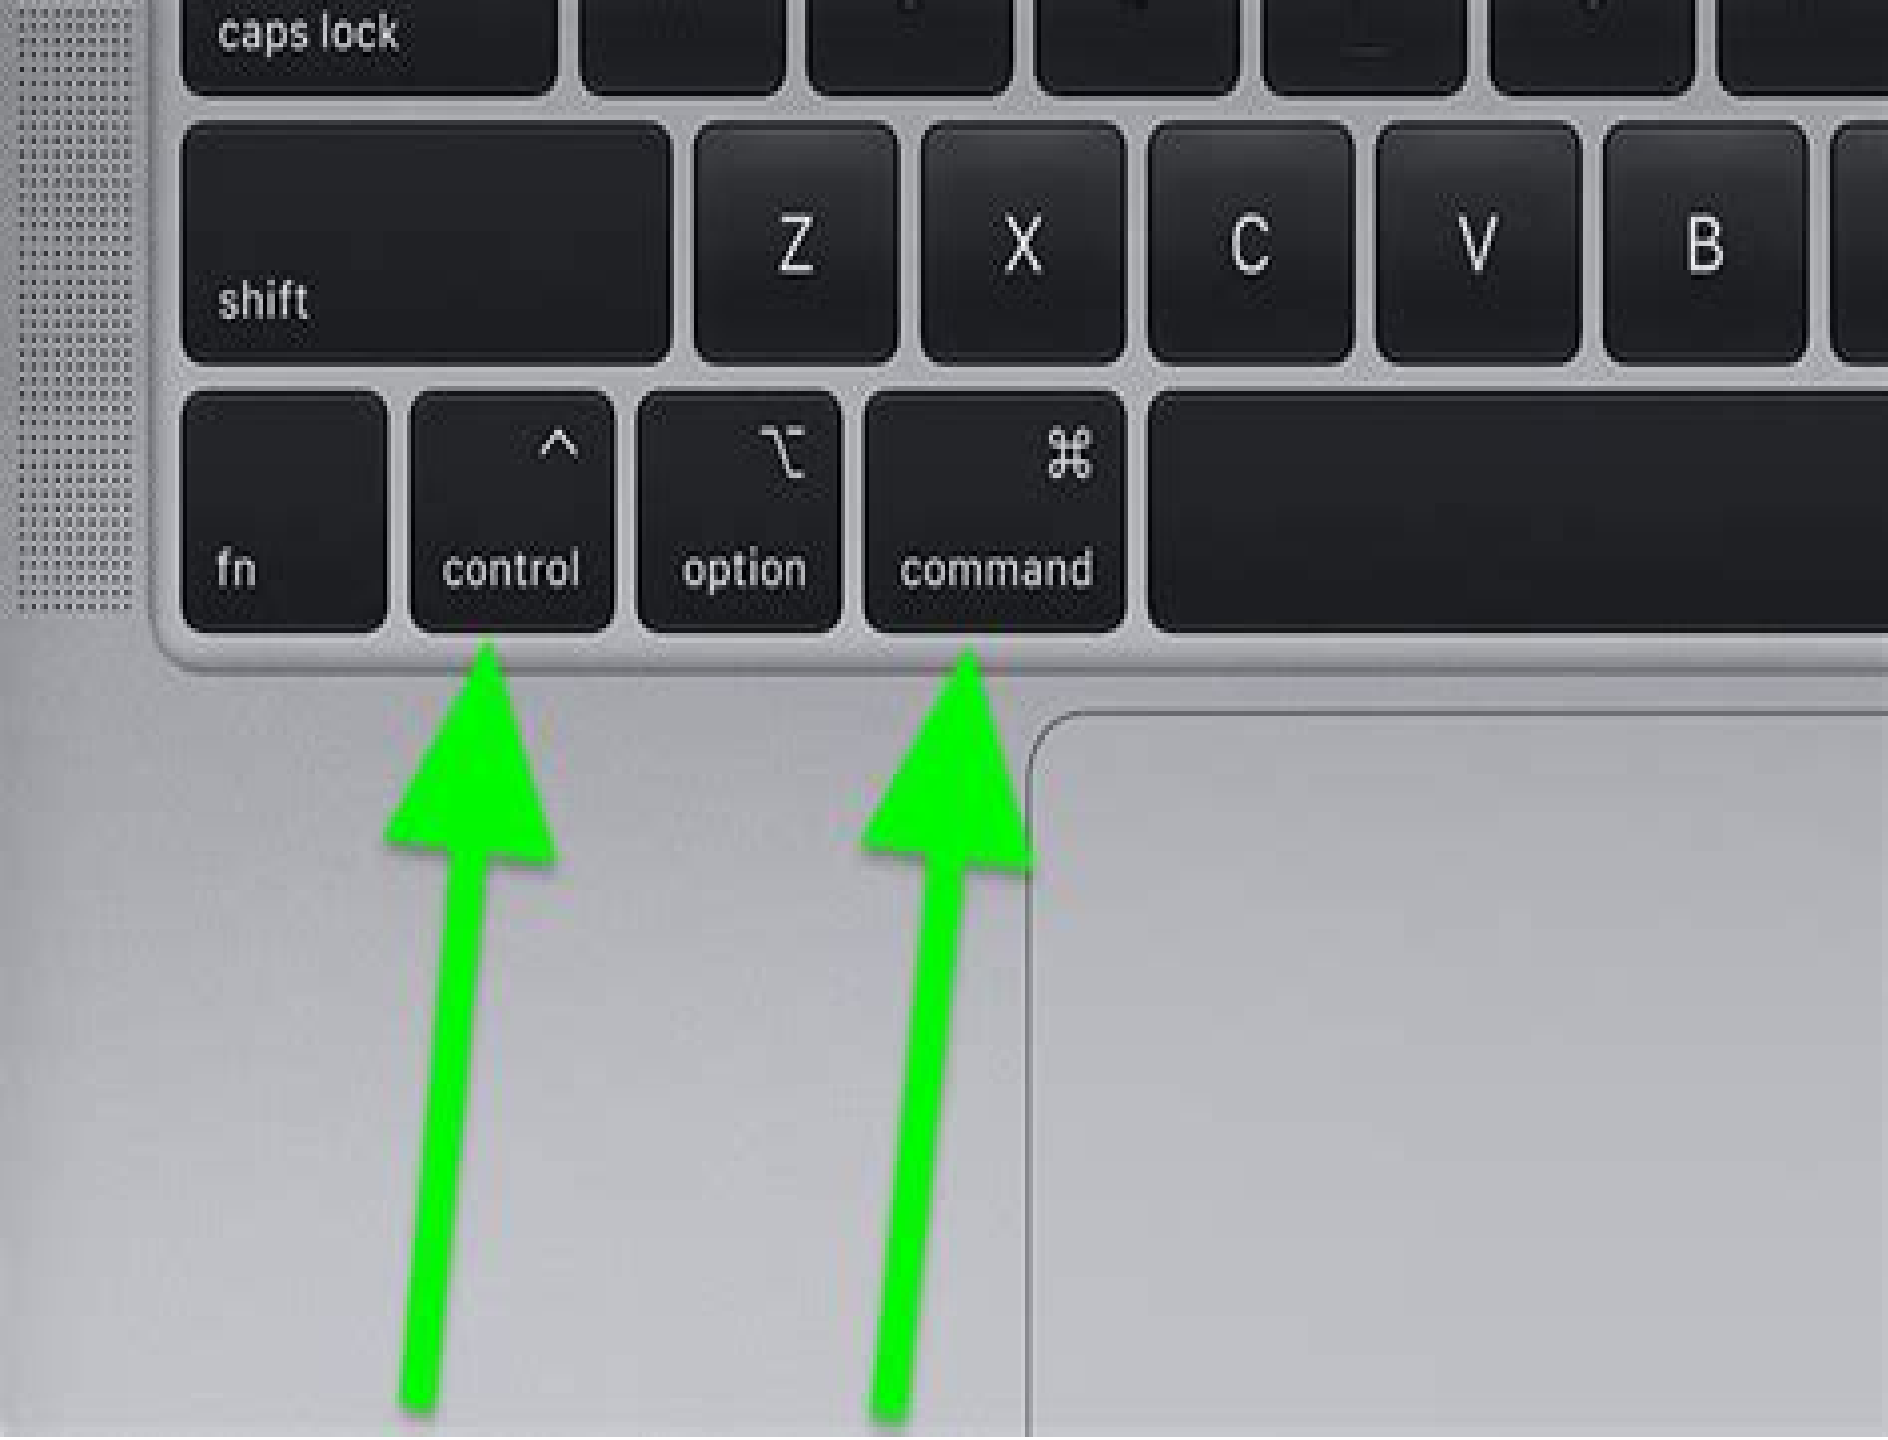 caps lock
shift Z X C V B
^ ⌥ ⌘
fn control option command